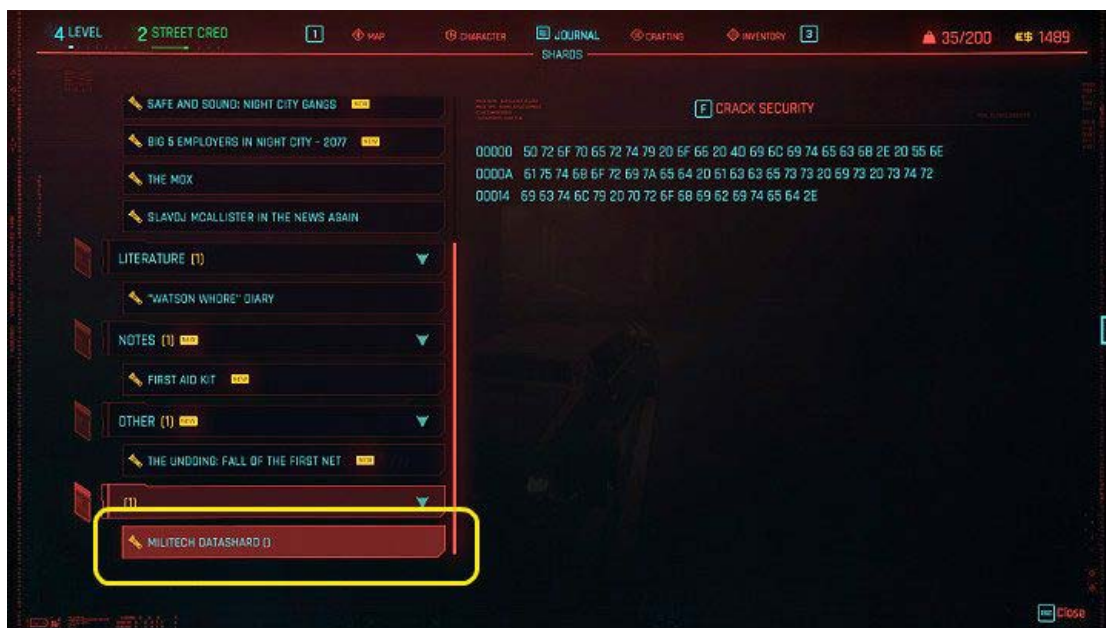 4 LEVEL 2 STREET CRED 1 MAP CHARACTER JOURNAL CRAFTING INVENTORY 3 35/200 €$ 1489
SHARDS
SAFE AND SOUND: NIGHT CITY GANGS NEW
F CRACK SECURITY
BIG 5 EMPLOYERS IN NIGHT CITY - 2077 NEW
THE MOX
SLAVOJ MCALLISTER IN THE NEWS AGAIN
LITERATURE (1)
"WATSON WHORE" DIARY
NOTES (1) NEW
FIRST AID KIT NEW
OTHER (1) NEW
THE UNDOING: FALL OF THE FIRST NET NEW
(1)
MILITECH DATASHARD ()
00000 50 72 6F 70 65 72 74 79 20 6F 66 20 4D 69 6C 69 74 65 63 68 2E 20 55 6E
0000A 61 75 74 68 6F 72 69 7A 65 64 20 61 63 63 65 73 73 20 69 73 20 73 74 72
00014 69 63 74 6C 79 20 70 72 6F 68 69 62 69 74 65 64 2E
Close